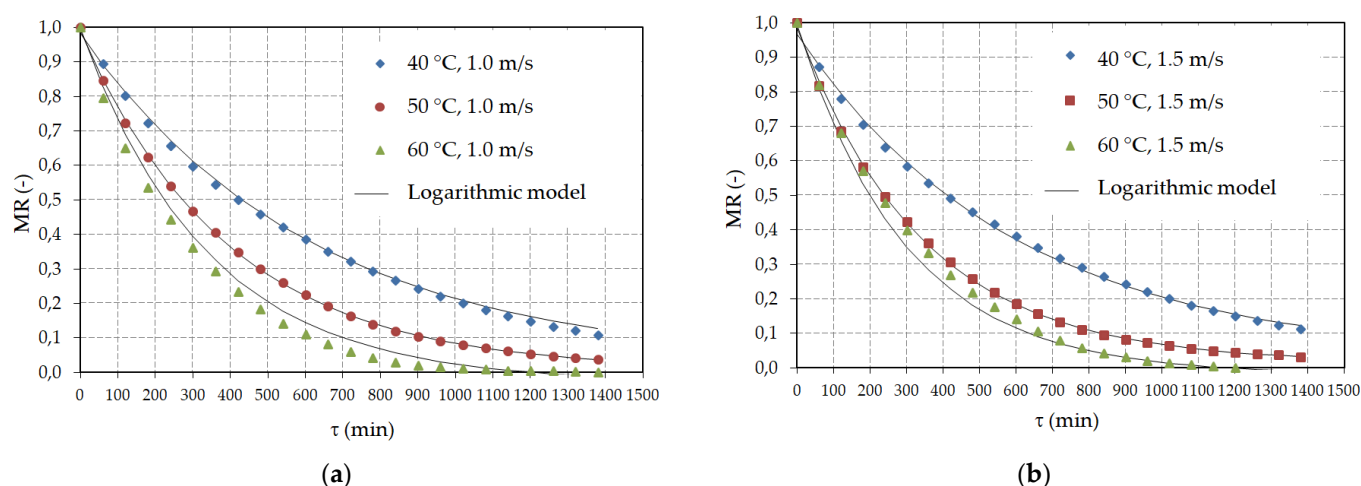 1,0
0,9
0,8
0,7
0,6
0,5
0,4
0,3
0,2
0,1
0,0
MR (-)
40 °C, 1.0 m/s
50 °C, 1.0 m/s
60 °C, 1.0 m/s
Logarithmic model
0 100 200 300 400 500 600 700 800 900 1000 1100 1200 1300 1400 1500
τ (min)
(a)
1,0
0,9
0,8
0,7
0,6
0,5
0,4
0,3
0,2
0,1
0,0
MR (-)
40 °C, 1.5 m/s
50 °C, 1.5 m/s
60 °C, 1.5 m/s
Logarithmic model
0 100 200 300 400 500 600 700 800 900 1000 1100 1200 1300 1400 1500
τ (min)
(b)